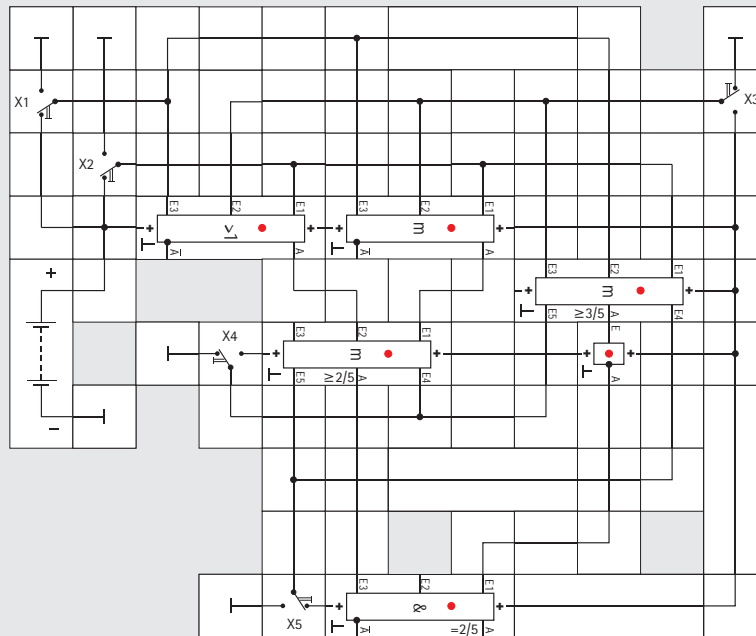 X1
X3
X2
E3 E2 E1 E3 E2 E1
+ ≥1 + + m +
A̅ A A̅ A
E3 E2 E1
+ + m +
E5 ≥3/5 A E4
X4 E3 E2 E1 E
+ m + + +
E5 ≥2/5 A E4 A
−
E3 E2 E1
+ & +
X5 A̅ =2/5 A